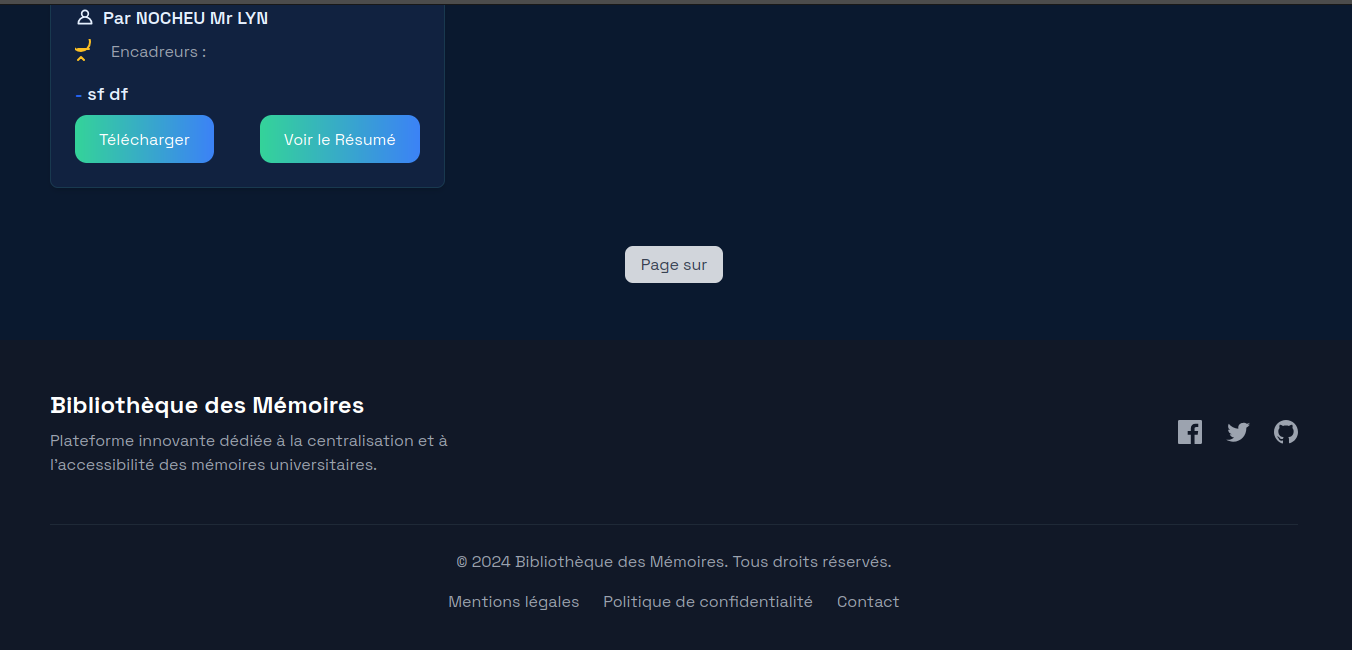 Par NOCHEU Mr LYN
Encadreurs :
- sf df
Télécharger
Voir le Résumé
Page sur
Bibliothèque des Mémoires
Plateforme innovante dédiée à la centralisation et à
l'accessibilité des mémoires universitaires.
© 2024 Bibliothèque des Mémoires. Tous droits réservés.
Mentions légales Politique de confidentialité Contact